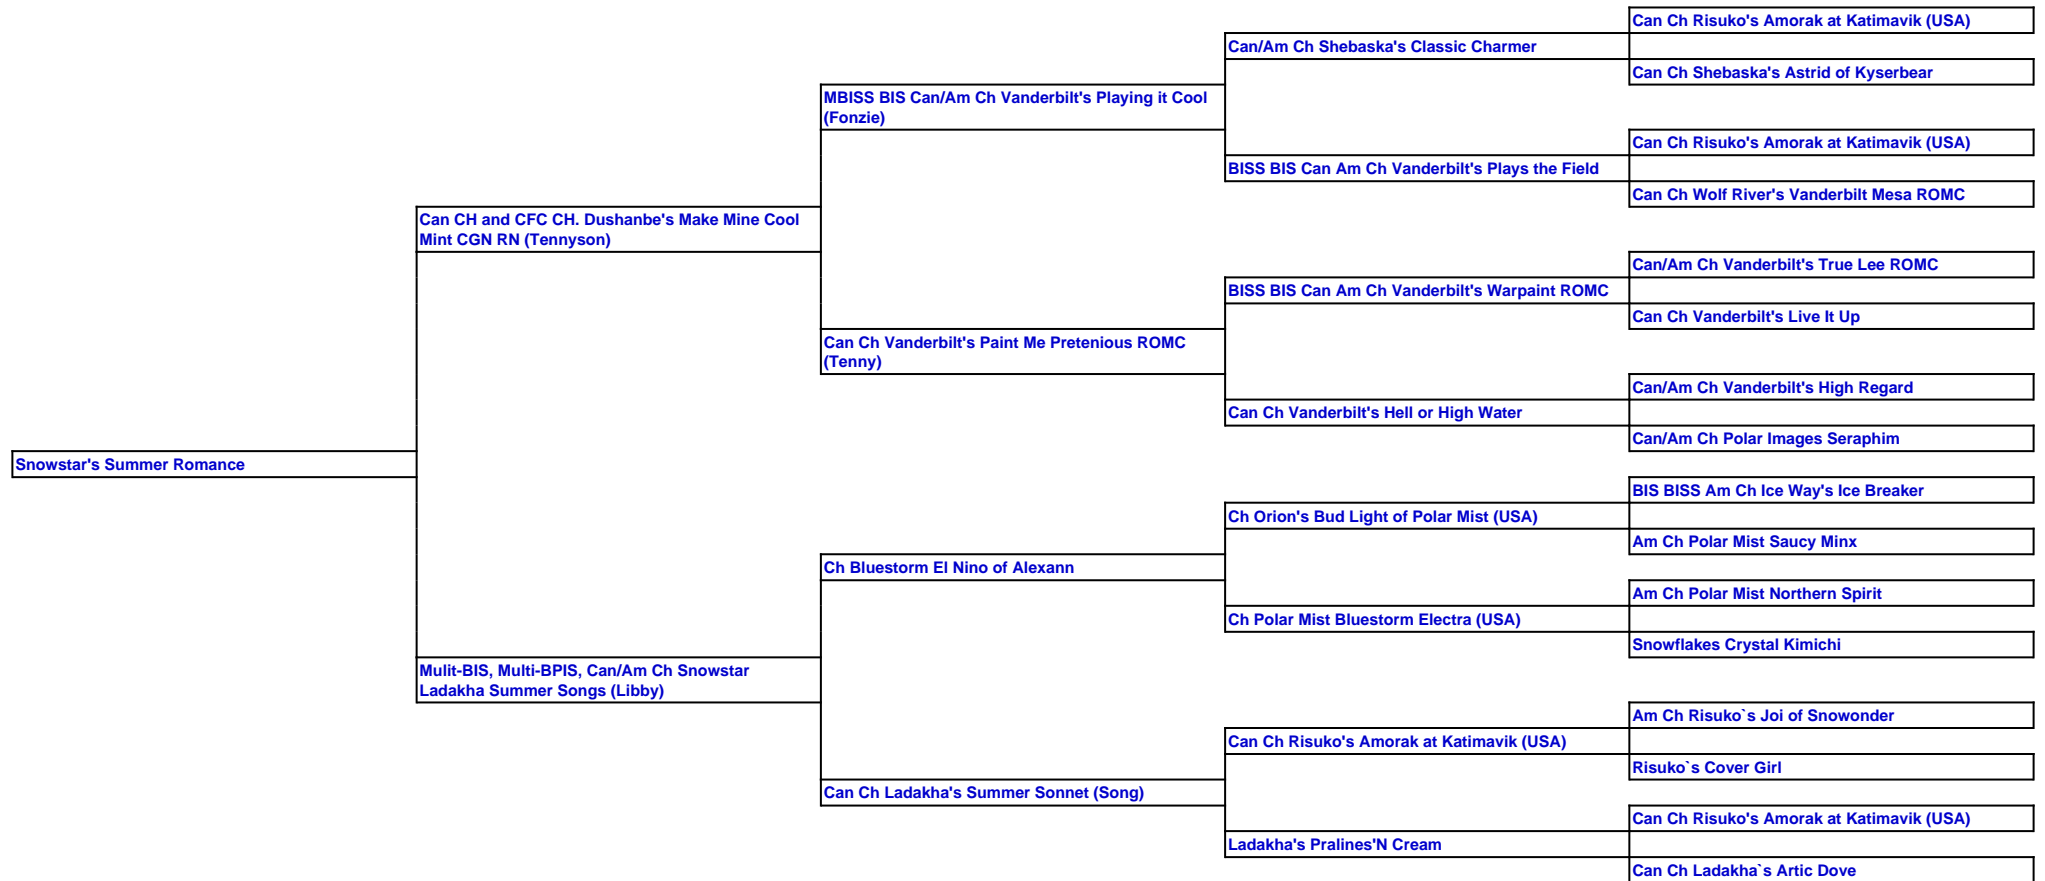 Can Ch Risuko's Amorak at Katimavik (USA)
Can/Am Ch Shebaska's Classic Charmer
Can Ch Shebaska's Astrid of Kyserbear
MBISS BIS Can/Am Ch Vanderbilt's Playing it Cool
(Fonzie)
Can Ch Risuko's Amorak at Katimavik (USA)
BISS BIS Can Am Ch Vanderbilt's Plays the Field
Can Ch Wolf River's Vanderbilt Mesa ROMC
Can CH and CFC CH. Dushanbe's Make Mine Cool
Mint CGN RN (Tennyson)
Can/Am Ch Vanderbilt's True Lee ROMC
BISS BIS Can Am Ch Vanderbilt's Warpaint ROMC
Can Ch Vanderbilt's Live It Up
Can Ch Vanderbilt's Paint Me Pretenious ROMC
(Tenny)
Can/Am Ch Vanderbilt's High Regard
Can Ch Vanderbilt's Hell or High Water
Can/Am Ch Polar Images Seraphim
Snowstar's Summer Romance
BIS BISS Am Ch Ice Way's Ice Breaker
Ch Orion's Bud Light of Polar Mist (USA)
Am Ch Polar Mist Saucy Minx
Ch Bluestorm El Nino of Alexann
Am Ch Polar Mist Northern Spirit
Ch Polar Mist Bluestorm Electra (USA)
Snowflakes Crystal Kimichi
Mulit-BIS, Multi-BPIS, Can/Am Ch Snowstar
Ladakha Summer Songs (Libby)
Am Ch Risuko`s Joi of Snowonder
Can Ch Risuko's Amorak at Katimavik (USA)
Risuko`s Cover Girl
Can Ch Ladakha's Summer Sonnet (Song)
Can Ch Risuko's Amorak at Katimavik (USA)
Ladakha's Pralines'N Cream
Can Ch Ladakha`s Artic Dove